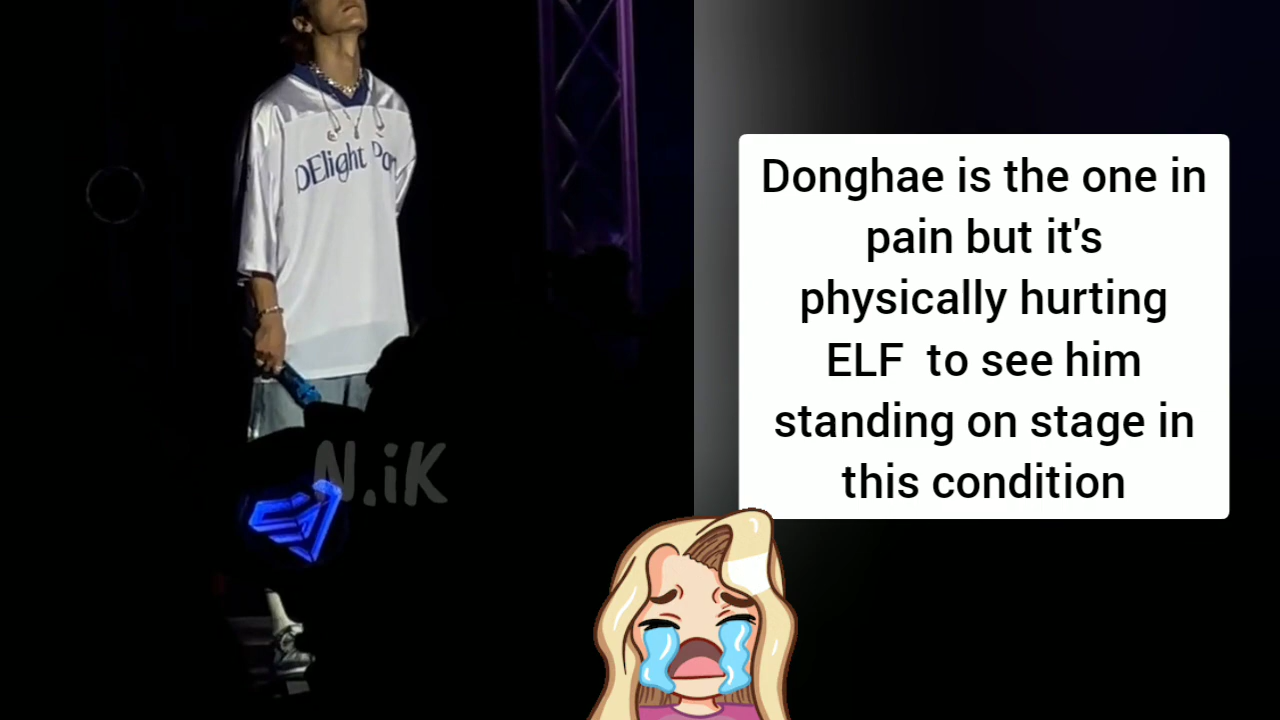 DElight
N.iK
Donghae is the one in
pain but it's
physically hurting
ELF  to see him
standing on stage in
this condition